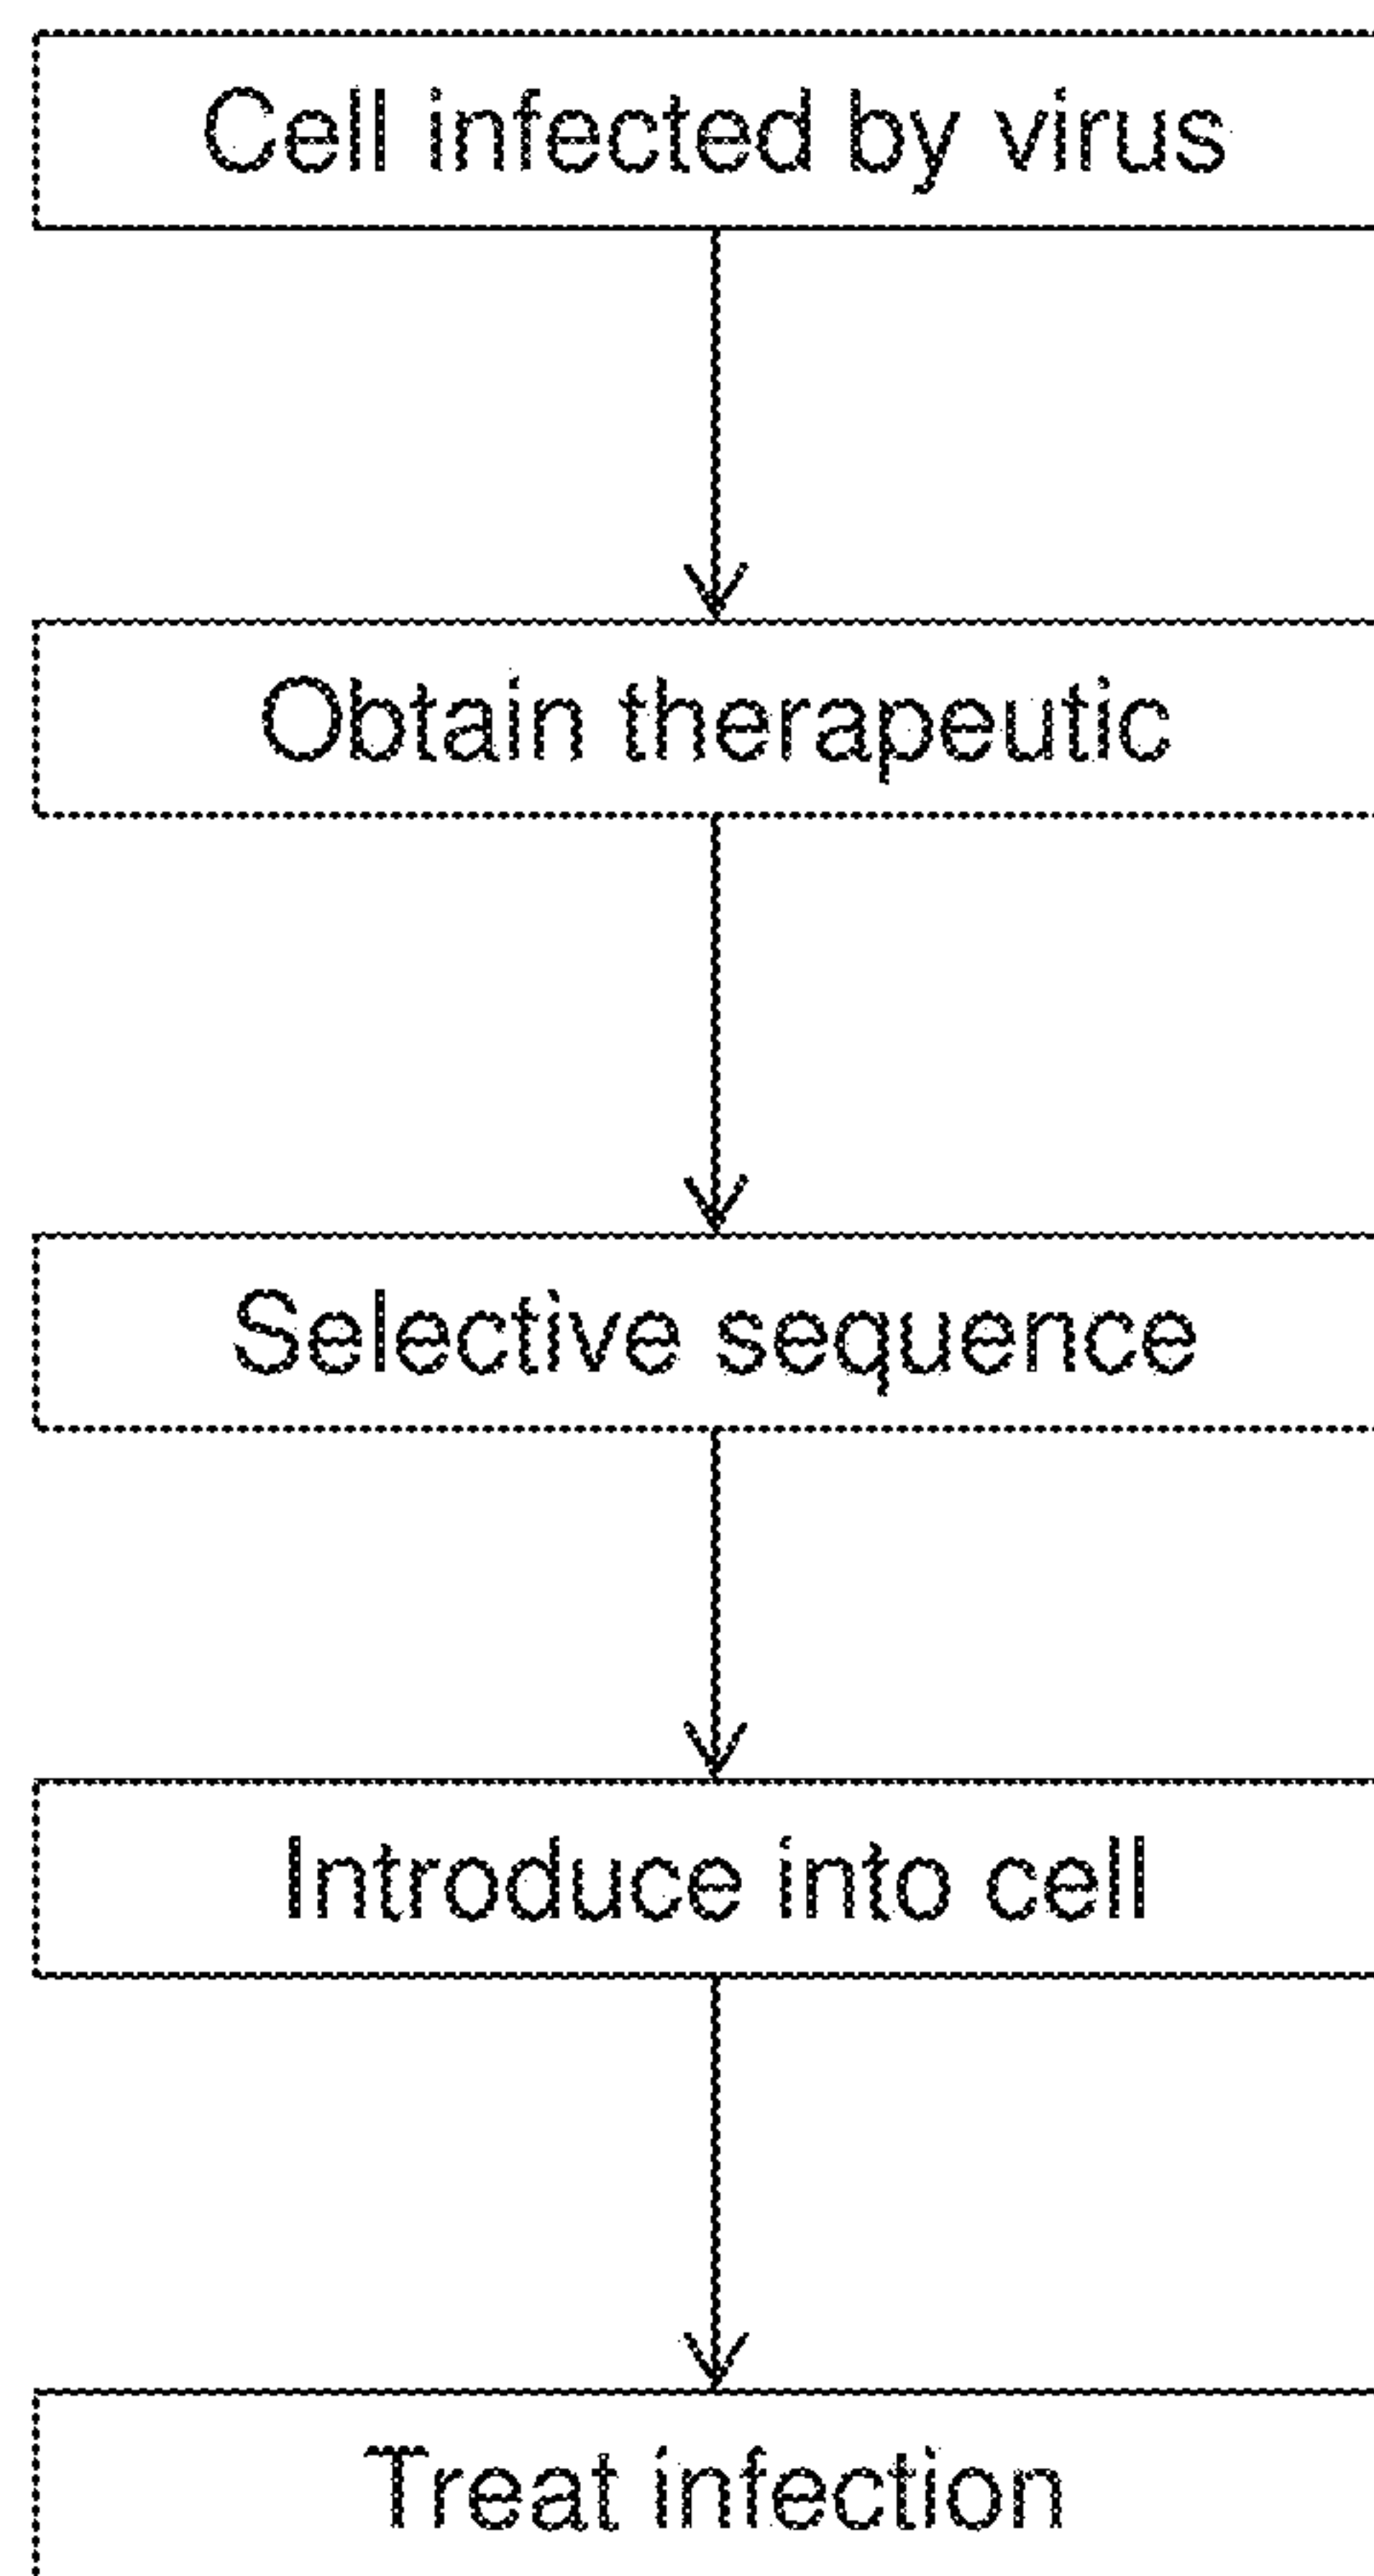 Cell infected by virus
Obtain therapeutic
Selective sequence
Introduce into cell
Treat infection